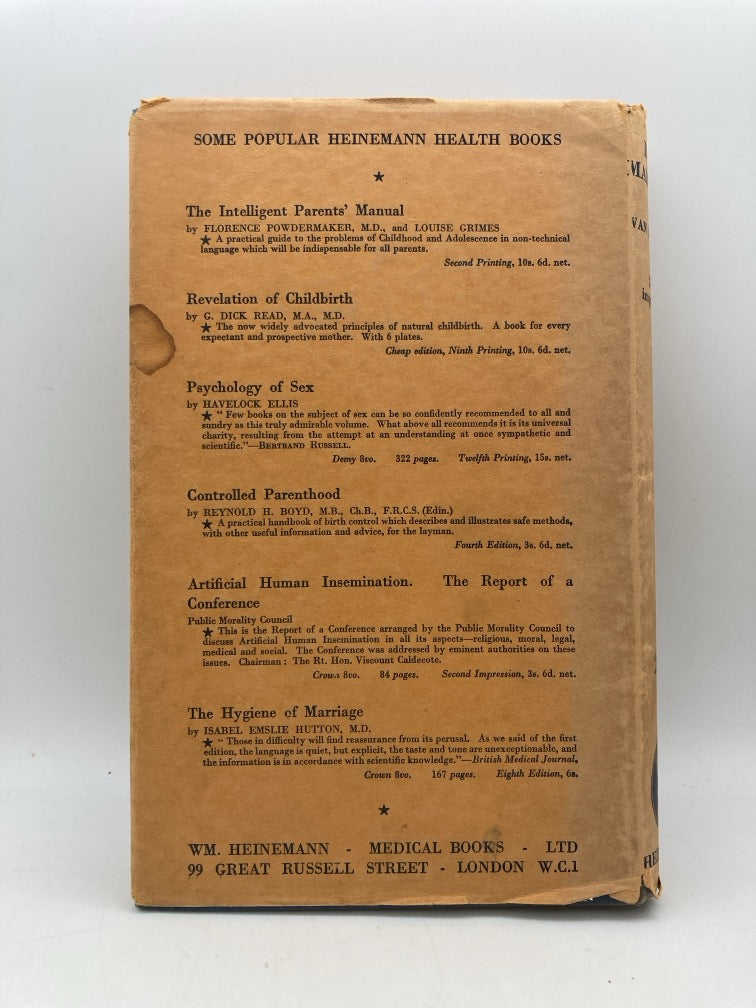 SOME POPULAR HEINEMANN HEALTH BOOKS
★
The Intelligent Parents' Manual
by FLORENCE POWDERMAKER, M.D., and LOUISE GRIMES
★ A practical guide to the problems of Childhood and Adolescence in non-technical
language which will be indispensable for all parents.
Second Printing, 10s. 6d. net.
Revelation of Childbirth
by G. DICK READ, M.A., M.D.
★ The now widely advocated principles of natural childbirth. A book for every
expectant and prospective mother. With 6 plates.
Cheap edition, Ninth Printing, 10s. 6d. net.
Psychology of Sex
by HAVELOCK ELLIS
★ " Few books on the subject of sex can be so confidently recommended to all and
sundry as this truly admirable volume. What above all recommends it is its universal
charity, resulting from the attempt at an understanding at once sympathetic and
scientific."—BERTRAND RUSSELL.
Demy 8vo. 322 pages. Twelfth Printing, 15s. net.
Controlled Parenthood
by REYNOLD H. BOYD, M.B., Ch.B., F.R.C.S. (Edin.)
★ A practical handbook of birth control which describes and illustrates safe methods,
with other useful information and advice, for the layman.
Fourth Edition, 3s. 6d. net.
Artificial Human Insemination. The Report of a
Conference
Public Morality Council
★ This is the Report of a Conference arranged by the Public Morality Council to
discuss Artificial Human Insemination in all its aspects—religious, moral, legal,
medical and social. The Conference was addressed by eminent authorities on these
issues. Chairman : The Rt. Hon. Viscount Caldecote.
Crown 8vo. 84 pages. Second Impression, 3s. 6d. net.
The Hygiene of Marriage
by ISABEL EMSLIE HUTTON, M.D.
★ " Those in difficulty will find reassurance from its perusal. As we said of the first
edition, the language is quiet, but explicit, the taste and tone are unexceptionable, and
the information is in accordance with scientific knowledge."—British Medical Journal.
Crown 8vo. 167 pages. Eighth Edition, 6s.
★
WM. HEINEMANN - MEDICAL BOOKS - LTD
99 GREAT RUSSELL STREET - LONDON W.C.1
VAN